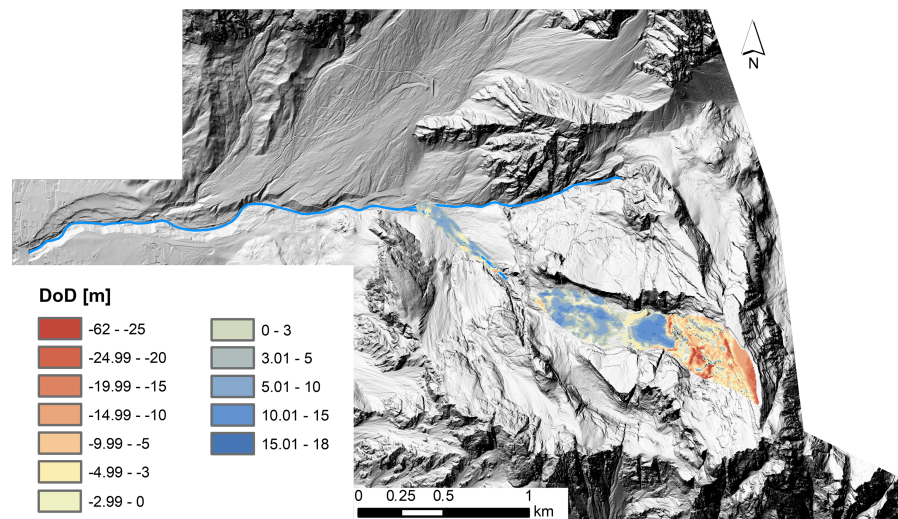 N
DoD [m]
-62 - -25
-24.99 - -20
-19.99 - -15
-14.99 - -10
-9.99 - -5
-4.99 - -3
-2.99 - 0
0 - 3
3.01 - 5
5.01 - 10
10.01 - 15
15.01 - 18
0 0.25 0.5 1
km